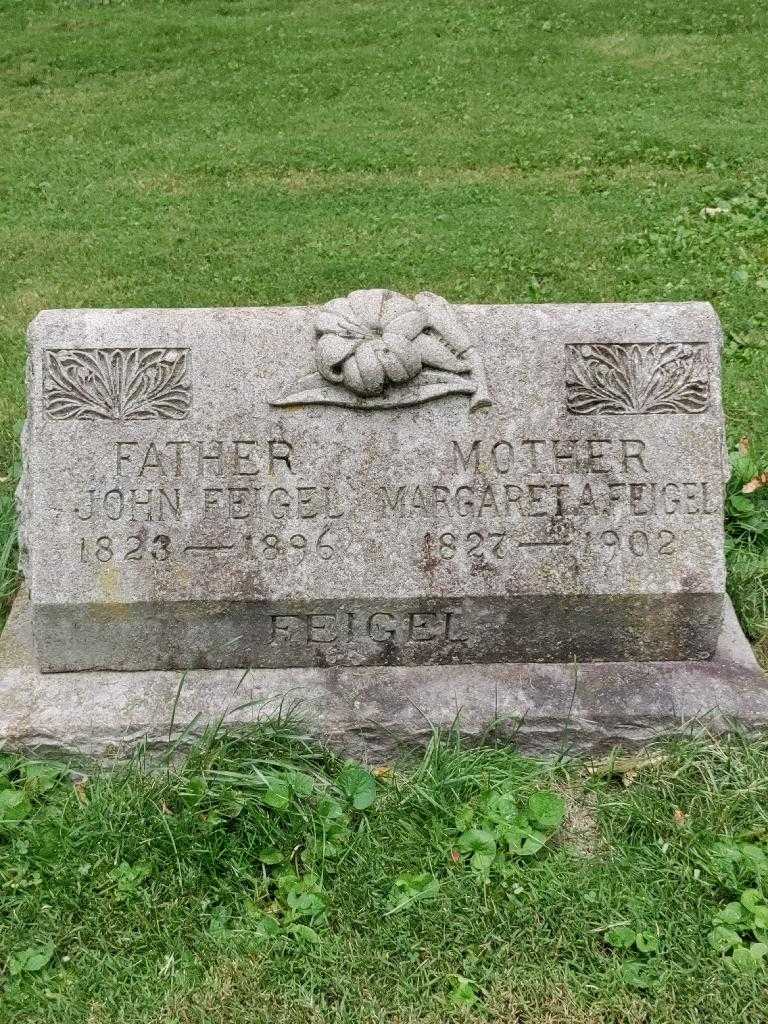 FATHER
JOHN FEIGEL
1823 — 1896
MOTHER
MARGARET A. FEIGEL
1827 — 1902
FEIGEL